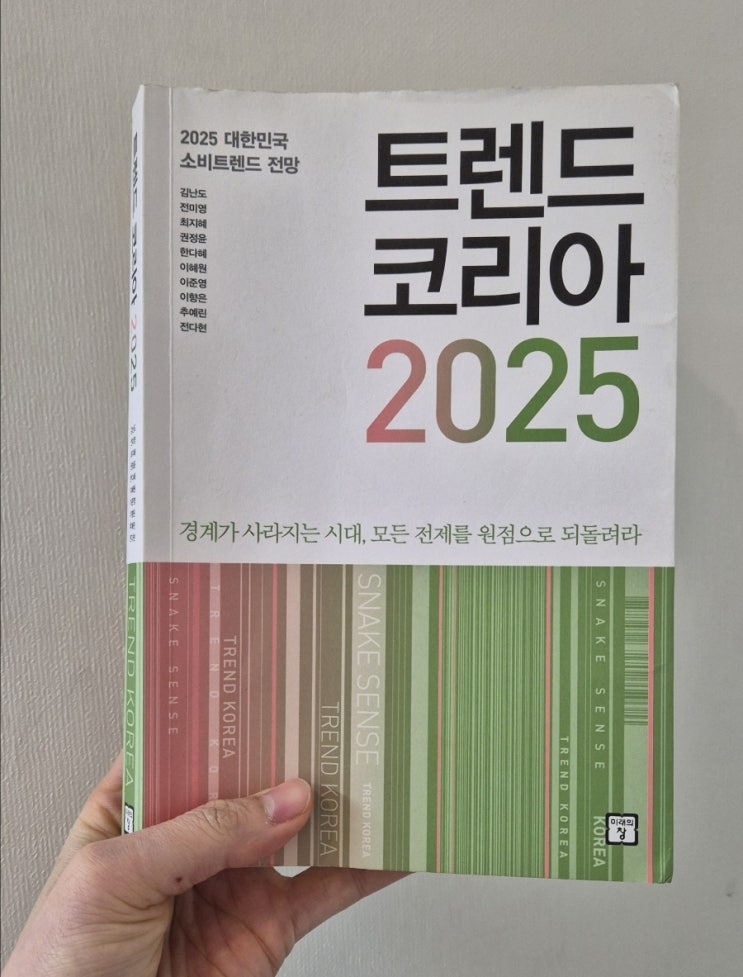 2025 대한민국
소비트렌드 전망
김난도
전미영
최지혜
권정윤
한다혜
이혜원
이준영
이향은
추예린
전다현
트렌드
코리아
2025
경계가 사라지는 시대, 모든 전제를 원점으로 되돌려라
SNAKE SENSE
TREND KOR
TREND KOREA
TREND KOREA
SNAKE SENSE
TREND KOREA
TREND KOREA
SNAKE SENSE
KOREA
미래의
창
트렌드 코리아 2025
TREND KOREA